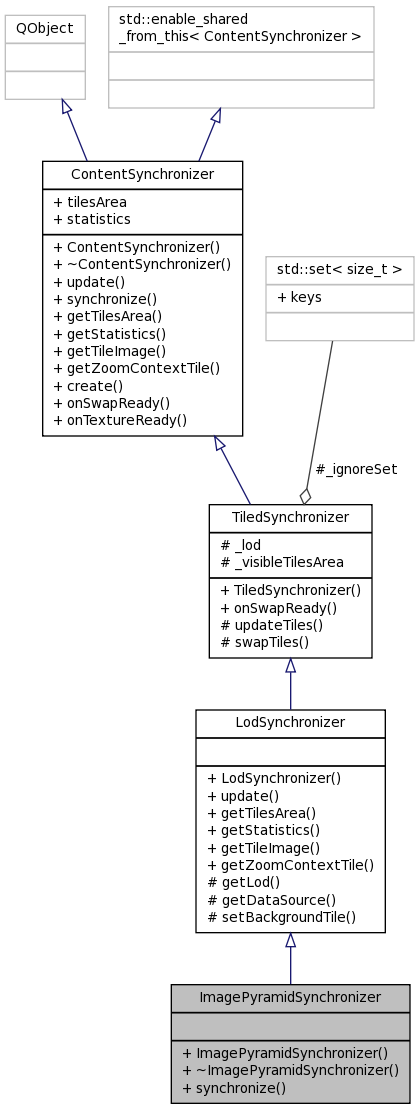 QObject
std::enable_shared
_from_this< ContentSynchronizer >
ContentSynchronizer
+ tilesArea
+ statistics
+ ContentSynchronizer()
+ ~ContentSynchronizer()
+ update()
+ synchronize()
+ getTilesArea()
+ getStatistics()
+ getTileImage()
+ getZoomContextTile()
+ create()
+ onSwapReady()
+ onTextureReady()
std::set< size_t >
+ keys
#_ignoreSet
TiledSynchronizer
# _lod
# _visibleTilesArea
+ TiledSynchronizer()
+ onSwapReady()
# updateTiles()
# swapTiles()
LodSynchronizer
+ LodSynchronizer()
+ update()
+ getTilesArea()
+ getStatistics()
+ getTileImage()
+ getZoomContextTile()
# getLod()
# getDataSource()
# setBackgroundTile()
ImagePyramidSynchronizer
+ ImagePyramidSynchronizer()
+ ~ImagePyramidSynchronizer()
+ synchronize()